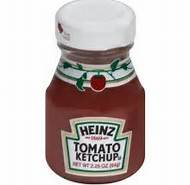 HEINZ
TOMATO
KETCHUP
NET WT 2.25 OZ (64g)